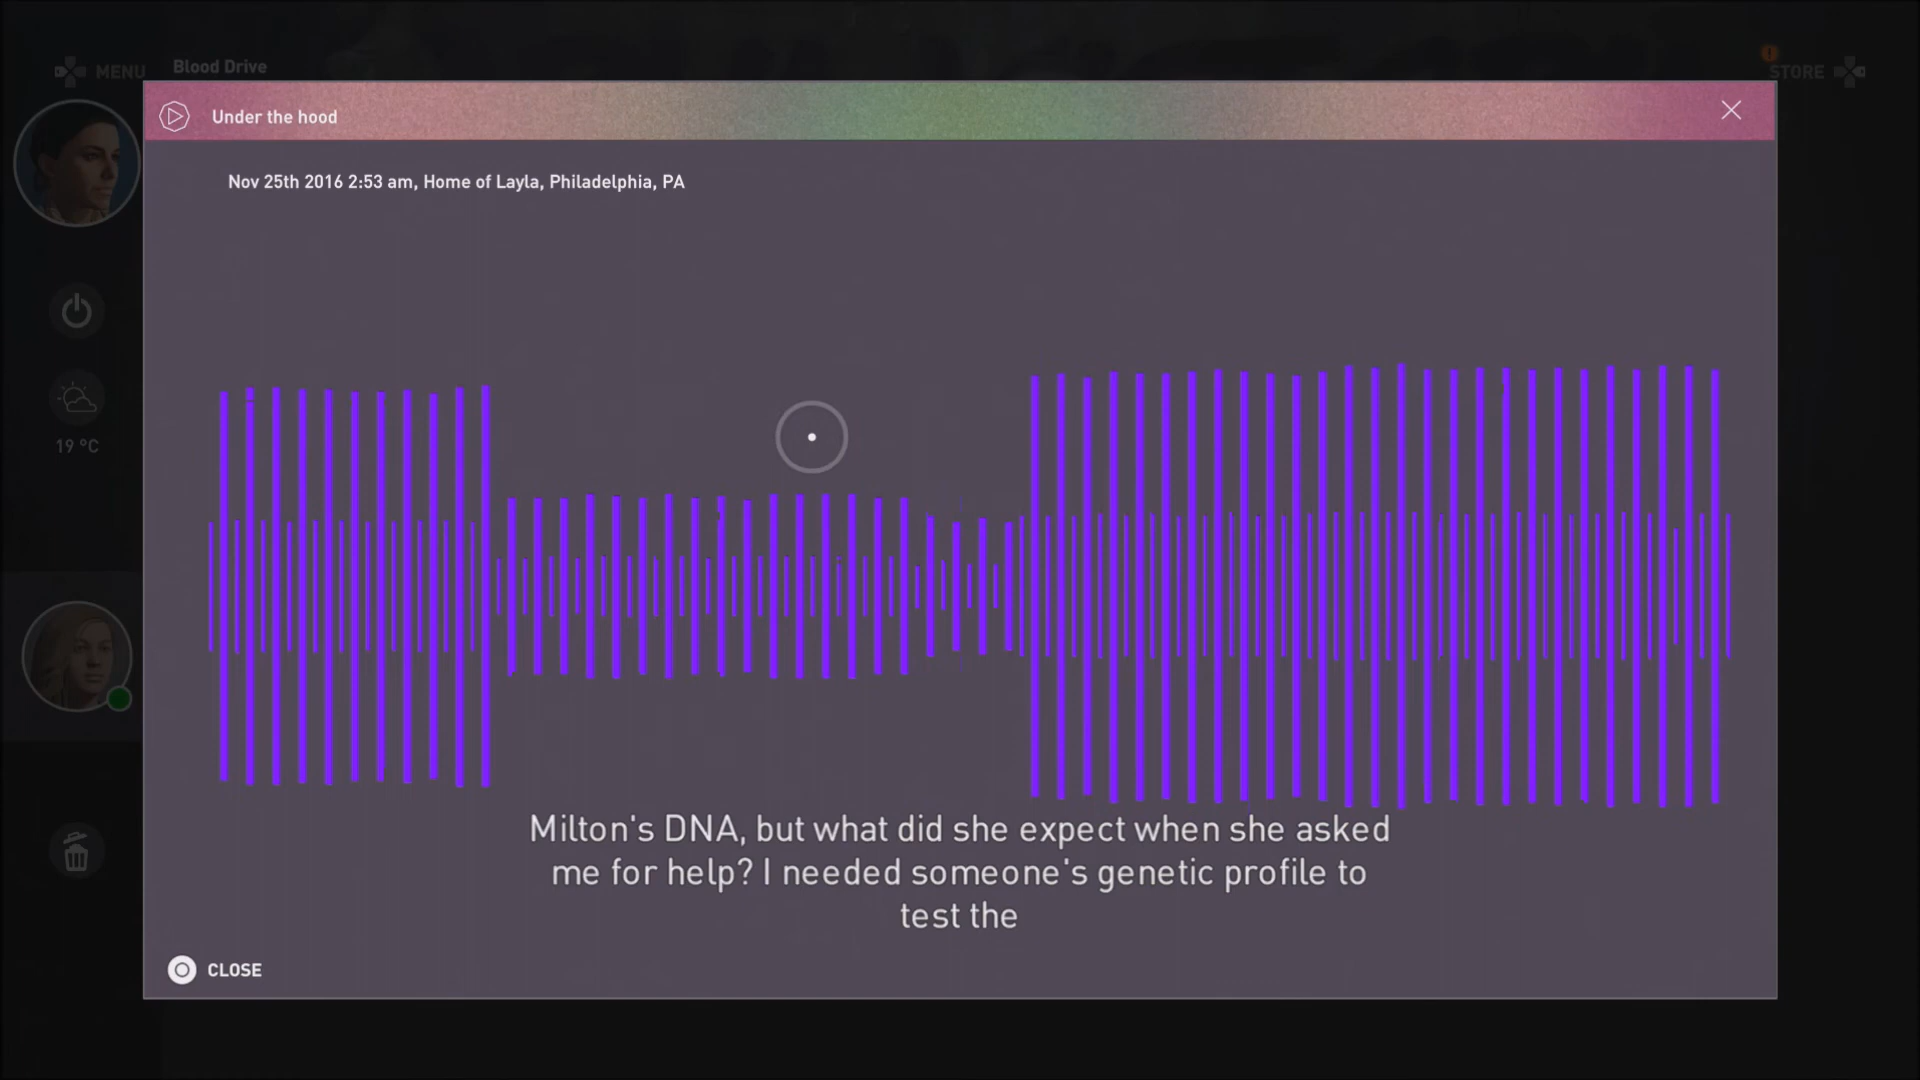 MENU
Blood Drive
STORE
Under the hood
Nov 25th 2016 2:53 am, Home of Layla, Philadelphia, PA
19 °C
Milton's DNA, but what did she expect when she asked
me for help? I needed someone's genetic profile to
test the
CLOSE